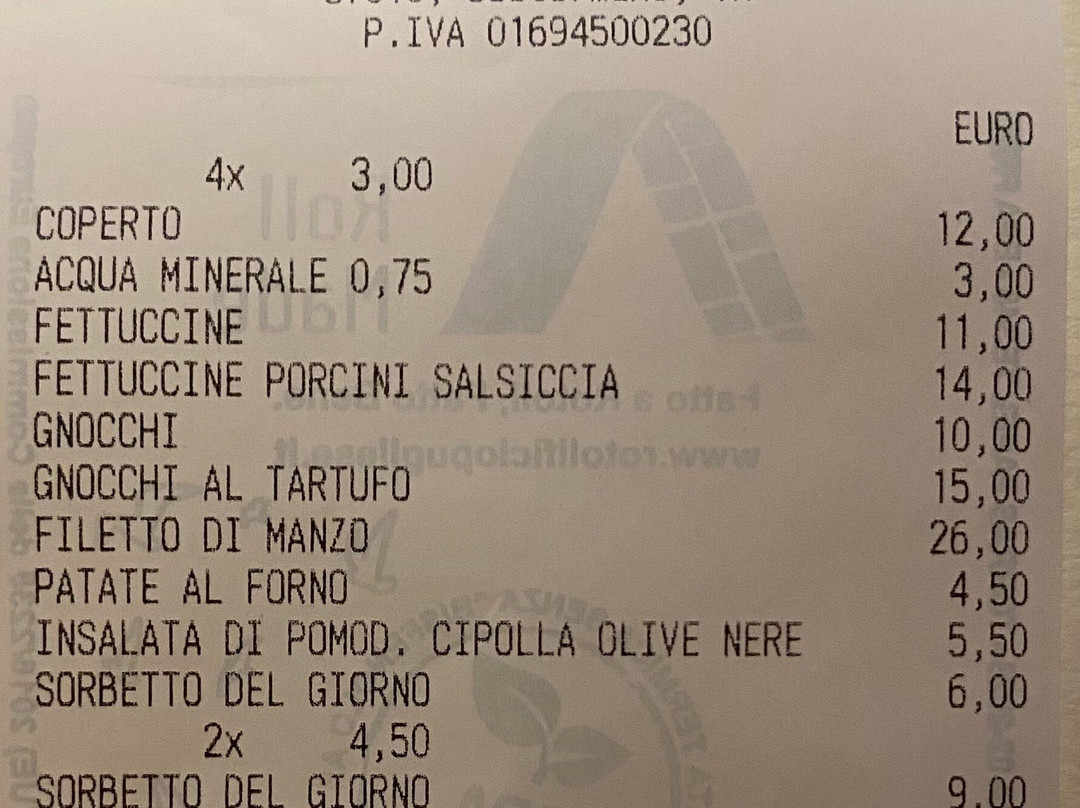 P.IVA 01694500230
EURO
4x 3,00
COPERTO 12,00
ACQUA MINERALE 0,75 3,00
FETTUCCINE 11,00
FETTUCCINE PORCINI SALSICCIA 14,00
GNOCCHI 10,00
GNOCCHI AL TARTUFO 15,00
FILETTO DI MANZO 26,00
PATATE AL FORNO 4,50
INSALATA DI POMOD. CIPOLLA OLIVE NERE 5,50
SORBETTO DEL GIORNO 6,00
2x 4,50
SORBETTO DEL GIORNO 9,00